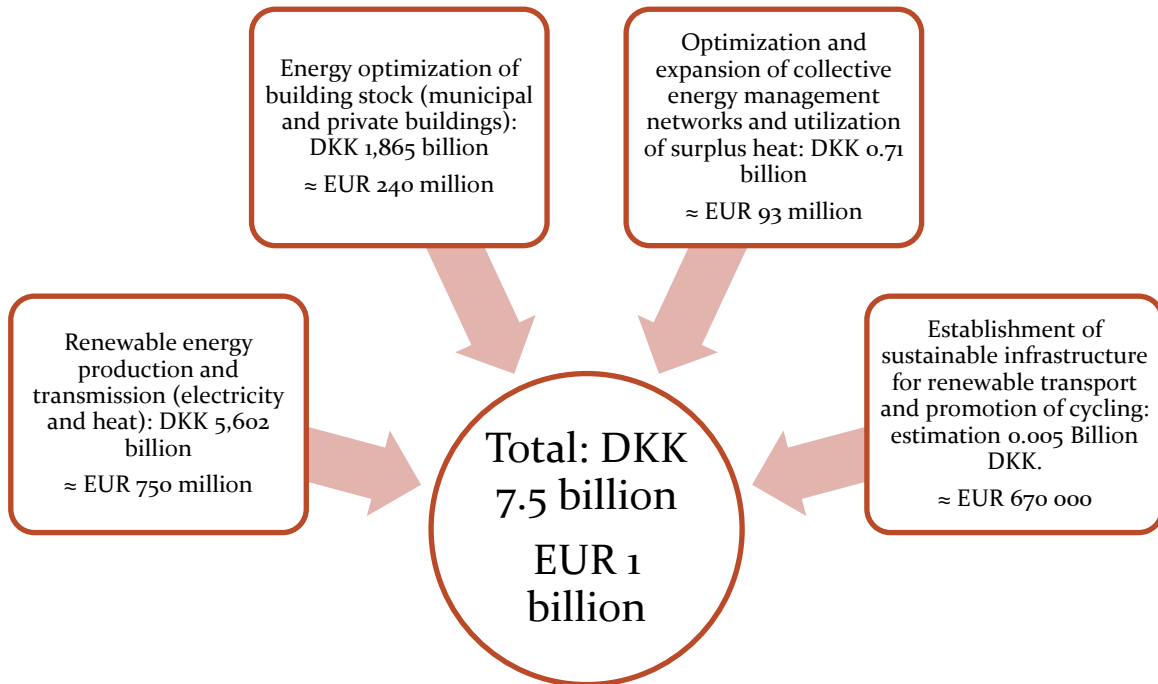 Energy optimization of
building stock (municipal
and private buildings):
DKK 1,865 billion
≈ EUR 240 million
Optimization and
expansion of collective
energy management
networks and utilization
of surplus heat: DKK 0.71
billion
≈ EUR 93 million
Renewable energy
production and
transmission (electricity
and heat): DKK 5,602
billion
≈ EUR 750 million
Establishment of
sustainable infrastructure
for renewable transport
and promotion of cycling:
estimation 0.005 Billion
DKK.
≈ EUR 670 000
Total: DKK
7.5 billion
EUR 1
billion